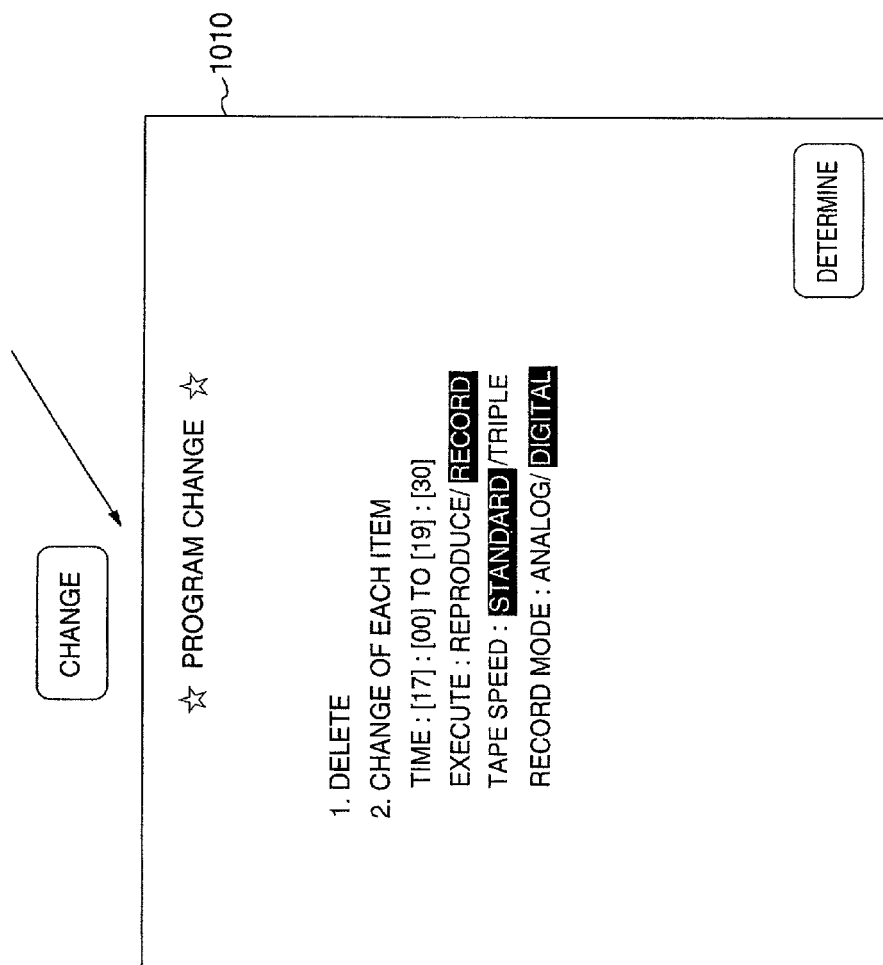 CHANGE
1010
☆ PROGRAM CHANGE ☆
1. DELETE
2. CHANGE OF EACH ITEM
TIME : [17] : [00] TO [19] : [30]
EXECUTE : REPRODUCE/ RECORD
TAPE SPEED : STANDARD /TRIPLE
RECORD MODE : ANALOG/ DIGITAL
DETERMINE